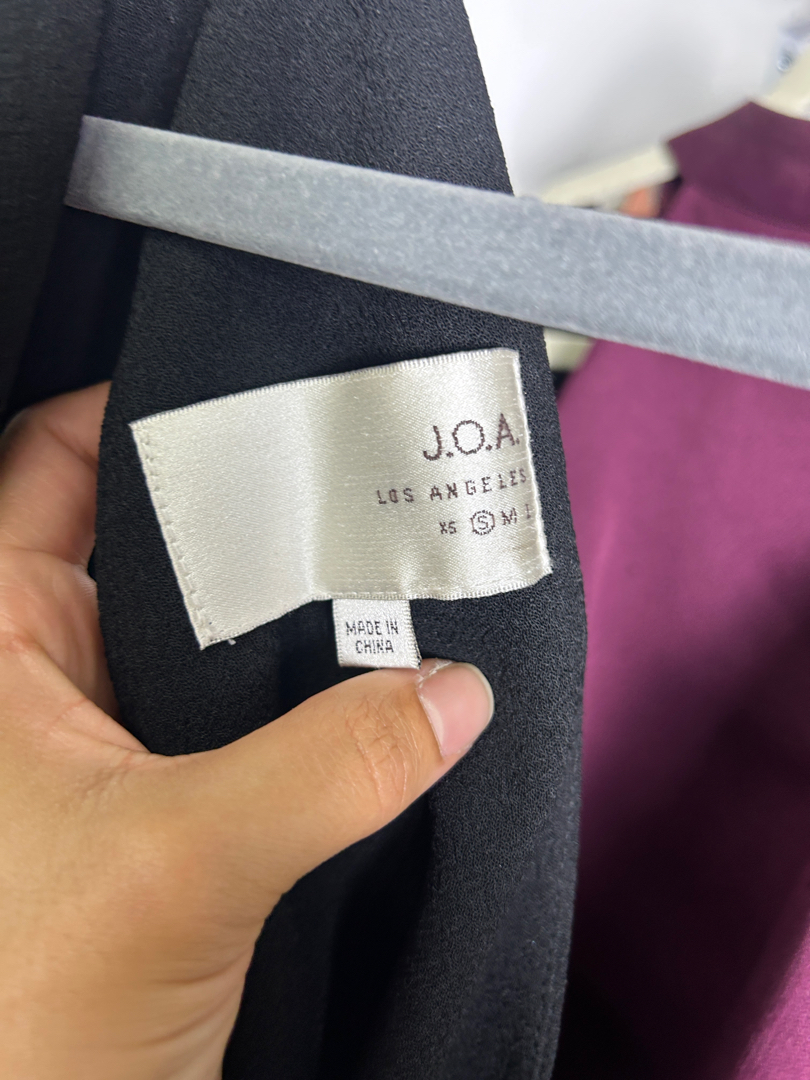 J.O.A.
LOS ANGELES
XS S M L
MADE IN
CHINA